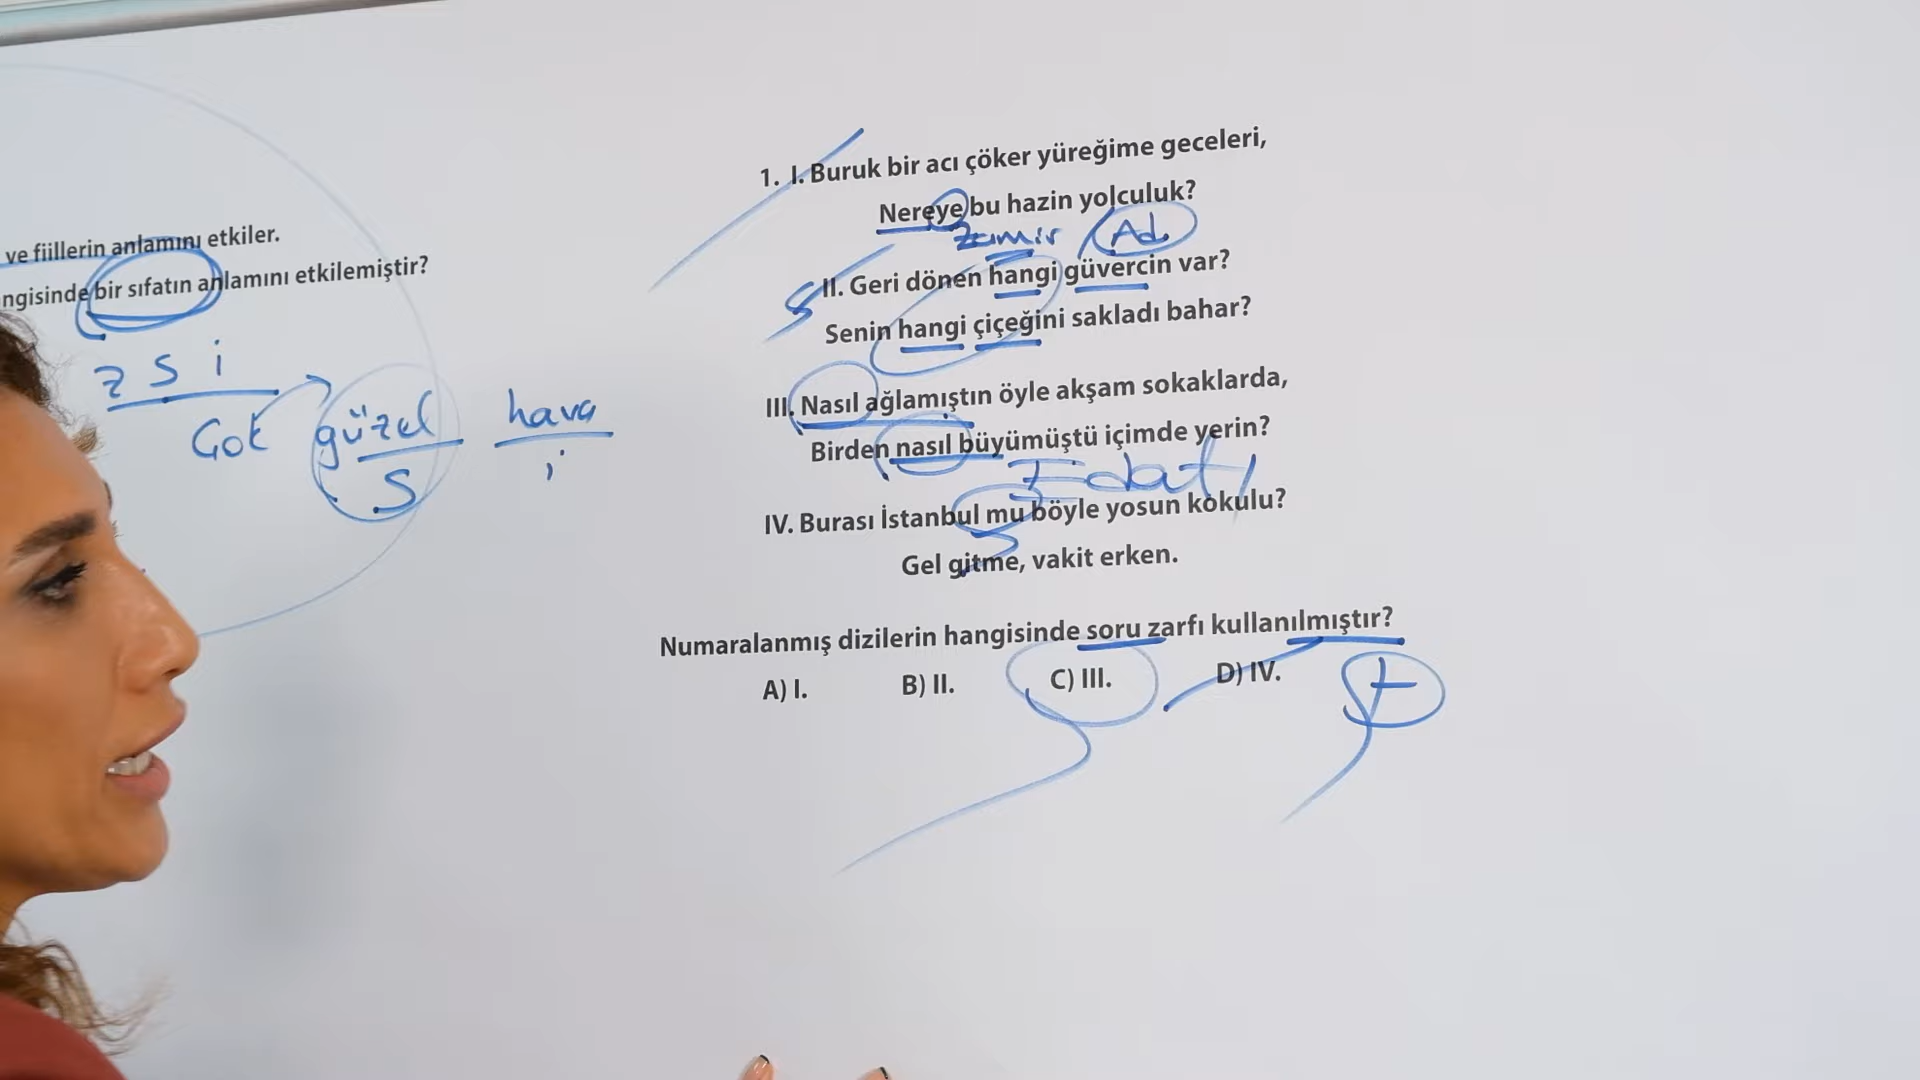 ve fiillerin anlamını etkiler.
ngisinde bir sıfatın anlamını etkilemiştir?
z s i
Çok güzel hava
S i
1. I. Buruk bir acı çöker yüreğime geceleri,
Nereye bu hazin yolculuk?
zamir Ad
II. Geri dönen hangi güvercin var?
S
Senin hangi çiçeğini sakladı bahar?
III. Nasıl ağlamıştın öyle akşam sokaklarda,
Birden nasıl büyümüştü içimde yerin?
Edat
IV. Burası İstanbul mu böyle yosun kokulu?
Gel gitme, vakit erken.
Numaralanmış dizilerin hangisinde soru zarfı kullanılmıştır?
A) I. B) II. C) III. D) IV.